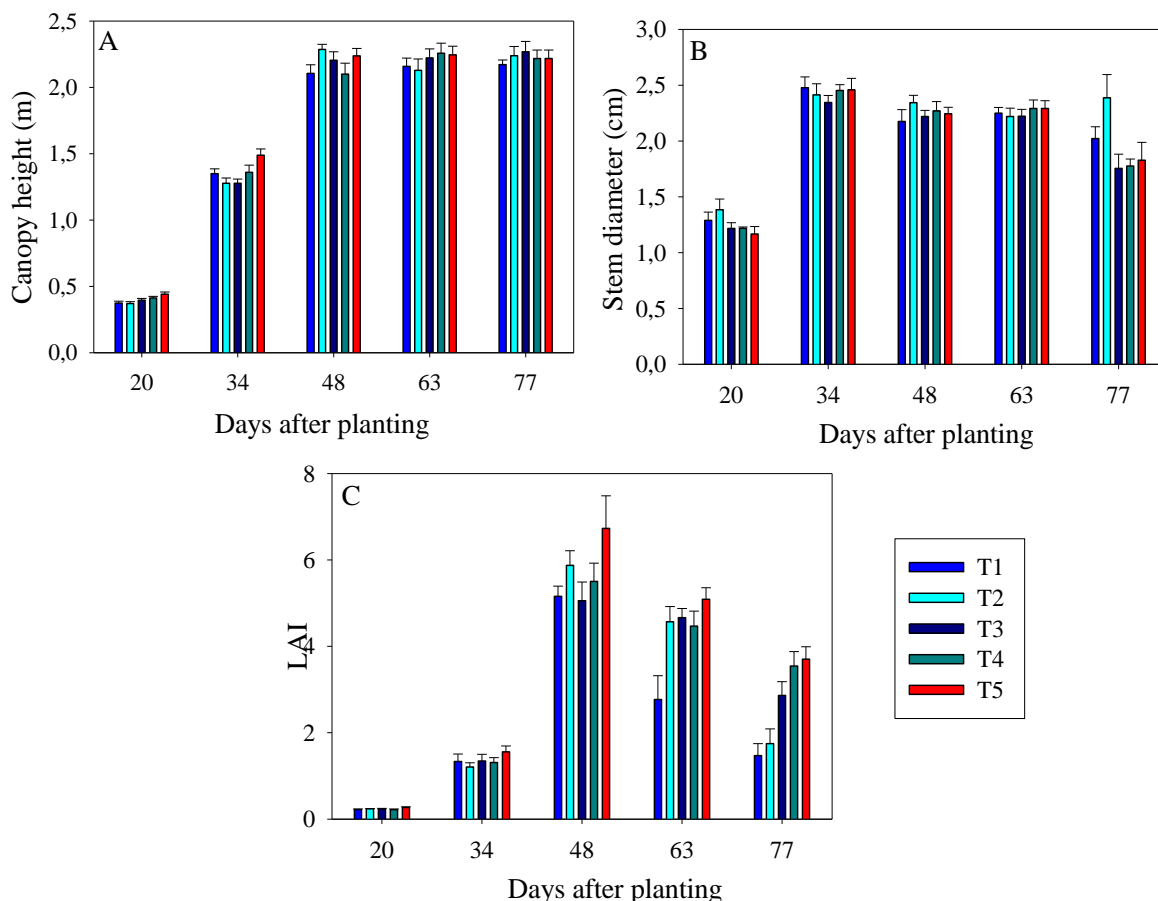 A
Canopy height (m)
2,5
2,0
1,5
1,0
0,5
0,0
20 34 48 63 77
Days after planting
B
Stem diameter (cm)
3,0
2,5
2,0
1,5
1,0
0,5
0,0
20 34 48 63 77
Days after planting
C
LAI
8
6
4
2
0
20 34 48 63 77
Days after planting
T1
T2
T3
T4
T5